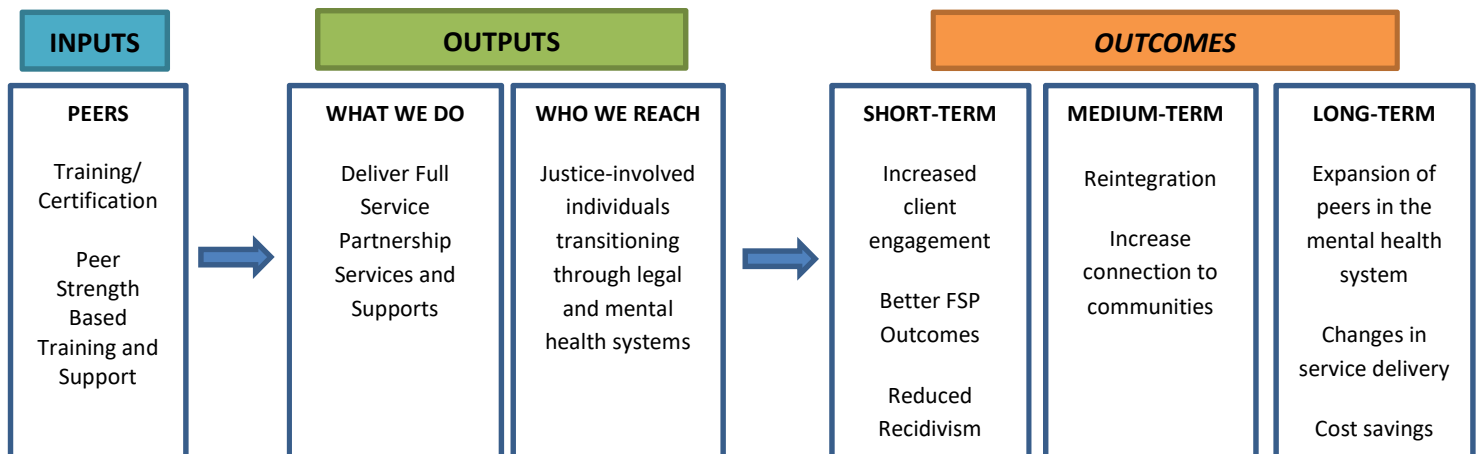 INPUTS
OUTPUTS
OUTCOMES
PEERS
Training/
Certification
Peer
Strength
Based
Training and
Support
WHAT WE DO
Deliver Full
Service
Partnership
Services and
Supports
WHO WE REACH
Justice-involved
individuals
transitioning
through legal
and mental
health systems
SHORT-TERM
Increased
client
engagement
Better FSP
Outcomes
Reduced
Recidivism
MEDIUM-TERM
Reintegration
Increase
connection to
communities
LONG-TERM
Expansion of
peers in the
mental health
system
Changes in
service delivery
Cost savings